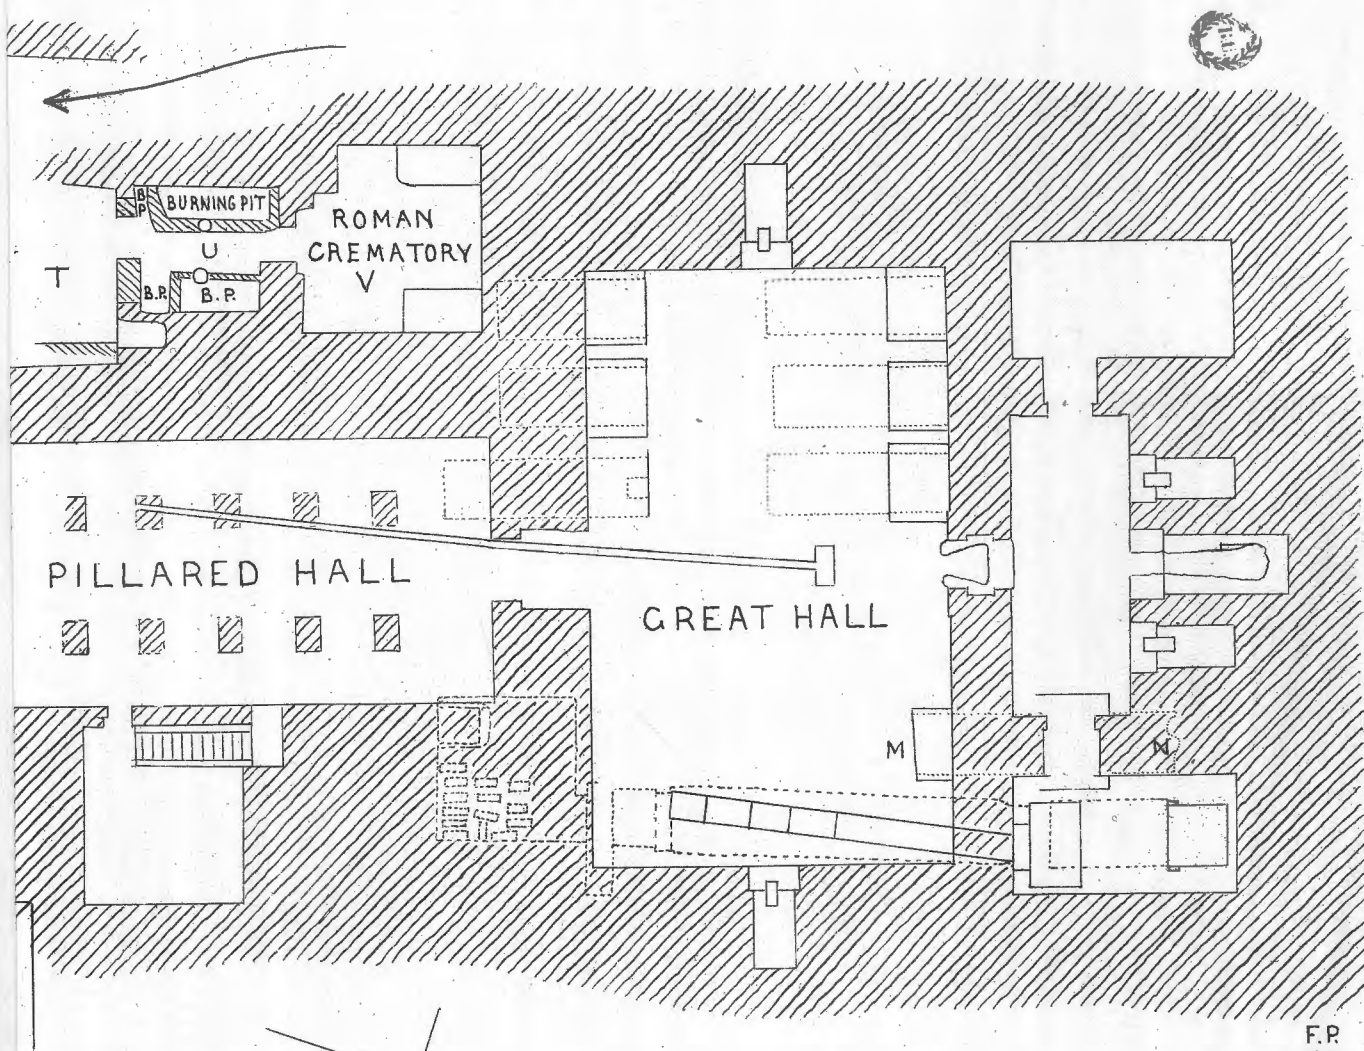 B
P
BURNING PIT
ROMAN
CREMATORY
V
U
T
B.P.
B.P.
PILLARED HALL
GREAT HALL
M
N
F.P.